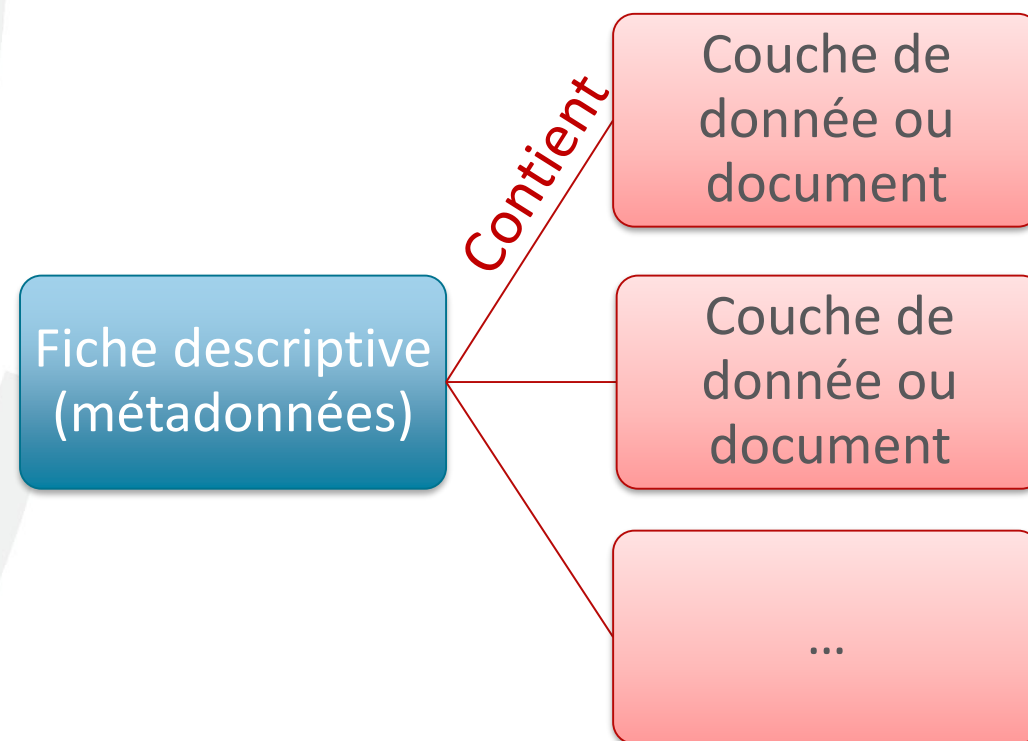 Contient
Couche de
donnée ou
document
Fiche descriptive
(métadonnées)
Couche de
donnée ou
document
...